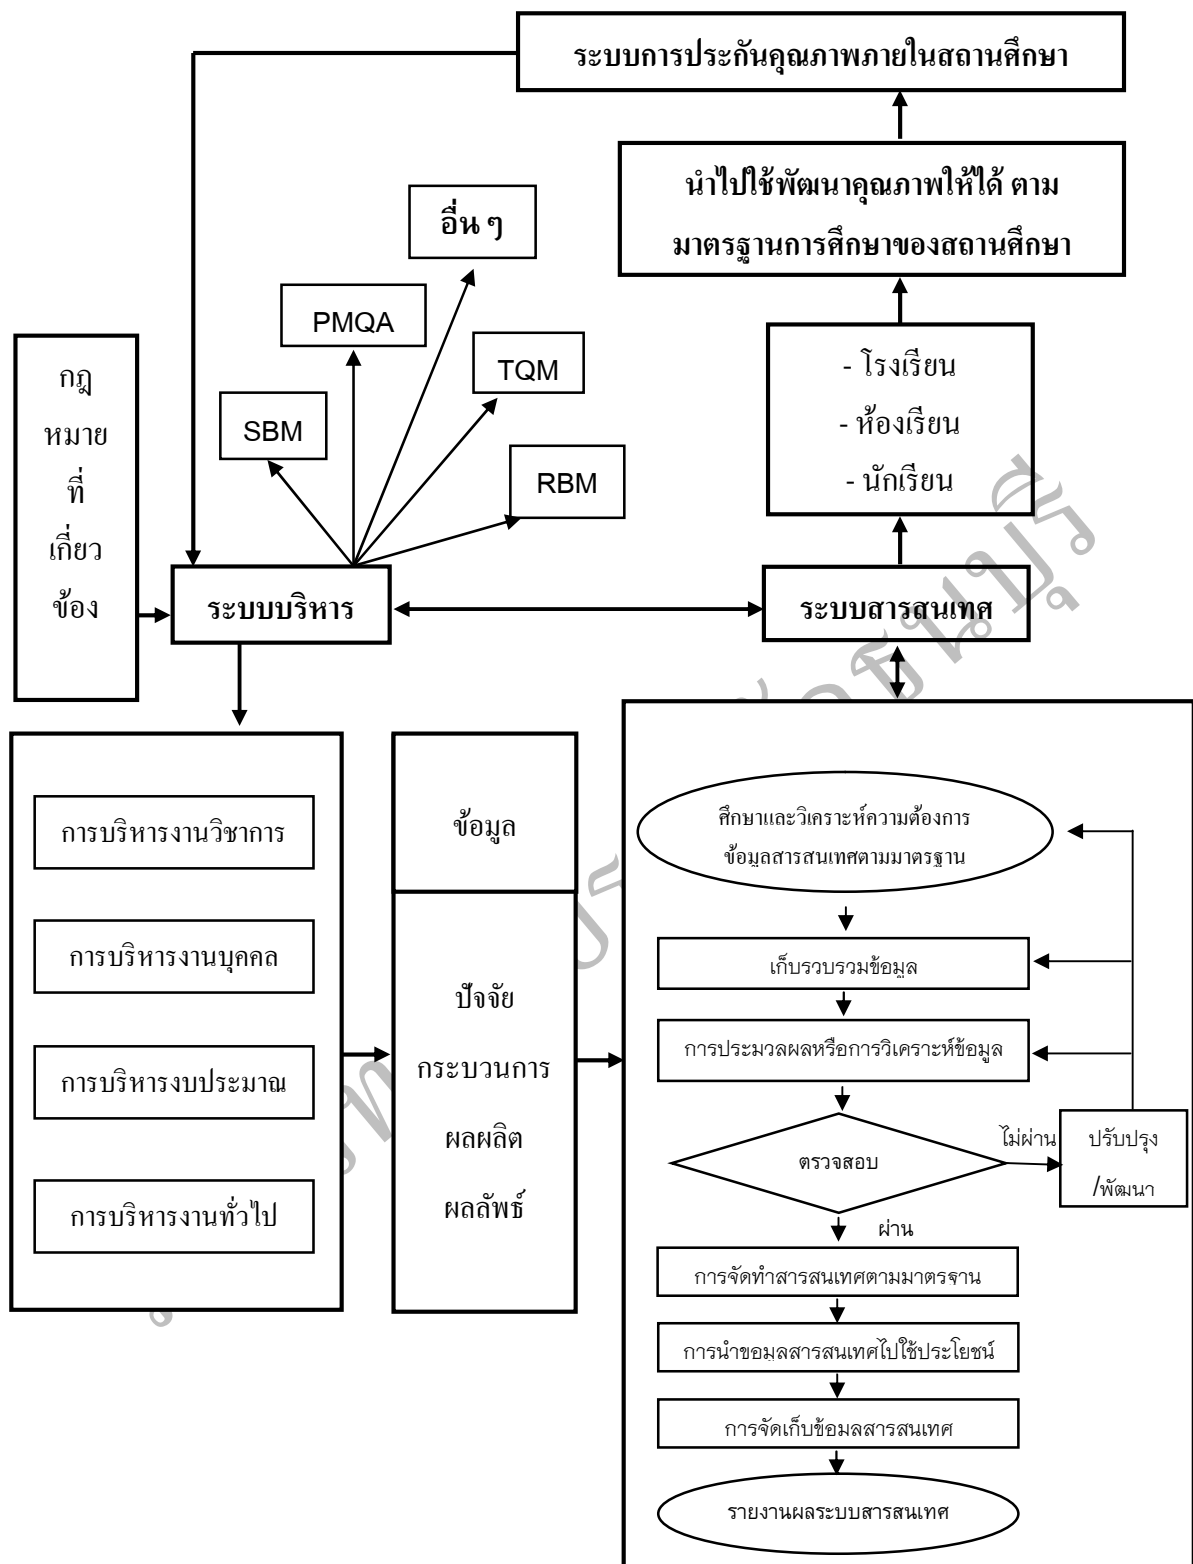 ระบบการประกันคุณภาพภายในสถานศึกษา
นำไปใช้พัฒนาคุณภาพให้ได้ ตาม
มาตรฐานการศึกษาของสถานศึกษา
อื่น ๆ
PMQA
TQM
SBM
RBM
- โรงเรียน
- ห้องเรียน
- นักเรียน
กฎ
หมาย
ที่
เกี่ยว
ข้อง
ระบบบริหาร
ระบบสารสนเทศ
การบริหารงานวิชาการ
การบริหารงานบุคคล
การบริหารงบประมาณ
การบริหารงานทั่วไป
ข้อมูล
ปัจจัย
กระบวนการ
ผลผลิต
ผลลัพธ์
ศึกษาและวิเคราะห์ความต้องการ
ข้อมูลสารสนเทศตามมาตรฐาน
เก็บรวบรวมข้อมูล
การประมวลผลหรือการวิเคราะห์ข้อมูล
ตรวจสอบ
ไม่ผ่าน
ปรับปรุง
/พัฒนา
ผ่าน
การจัดทำสารสนเทศตามมาตรฐาน
การนำขอมูลสารสนเทศไปใช้ประโยชน์
การจัดเก็บข้อมลสารสนเทศ
รายงานผลระบบสารสนเทศ